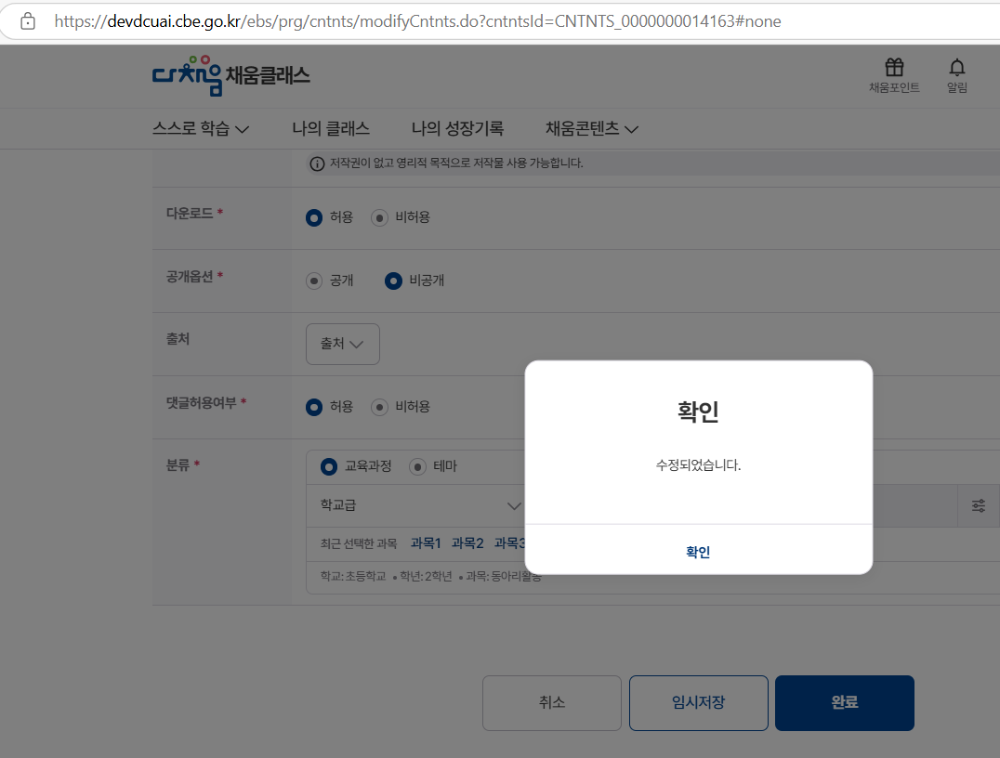 https://devdcuai.cbe.go.kr/ebs/prg/cntnts/modifyCntnts.do?cntntsId=CNTNTS_0000000014163#none
다채움 채움클래스
채움포인트 알림
스스로 학습 나의 클래스 나의 성장기록 채움콘텐츠
저작권이 없고 영리적 목적으로 저작물 사용 가능합니다.
다운로드 * 허용 비허용
공개옵션 * 공개 비공개
출처 출처
댓글허용여부 * 허용 비허용
분류 * 교육과정 테마
학교급
최근 선택한 과목 과목1 과목2 과목3
학교: 초등학교 • 학년: 2학년 • 과목: 동아리활동
확인
수정되었습니다.
확인
취소 임시저장 완료